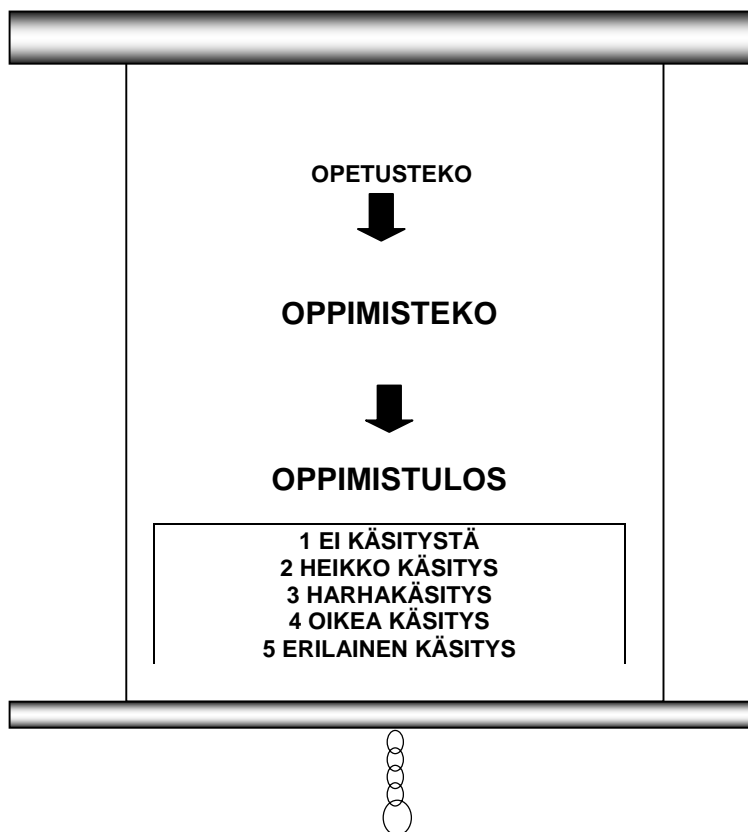 OPETUSTEKO
OPPIMISTEKO
OPPIMISTULOS
1 EI KÄSITYSTÄ
2 HEIKKO KÄSITYS
3 HARHAKÄSITYS
4 OIKEA KÄSITYS
5 ERILAINEN KÄSITYS